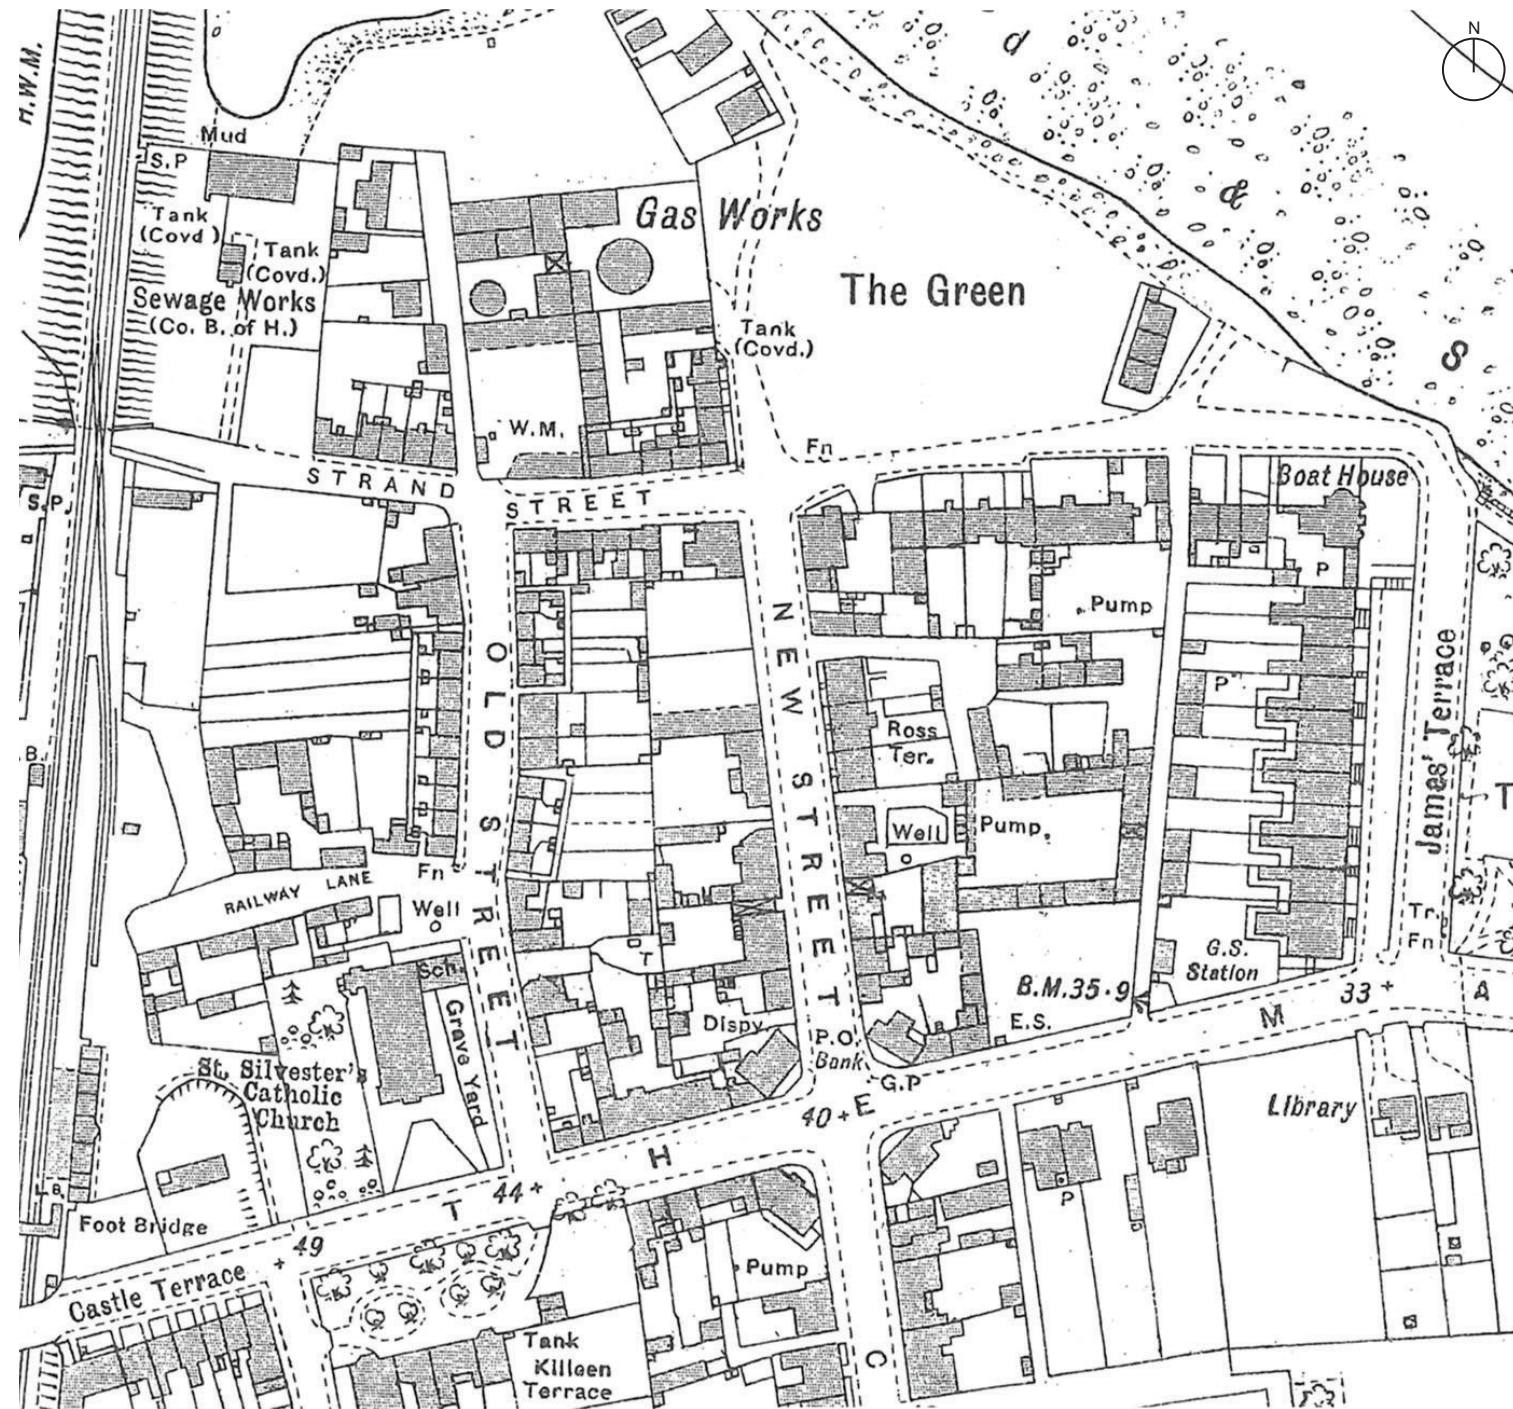 N
H.W.M.
d
Mud
S.P
&
Tank
(Covd)
Gas Works
Tank
(Covd.)
The Green
Sewage Works
(Co. B. of H.)
Tank
(Covd.)
S
W.M.
Fn
STRAND
STREET
Boat House
S.P.
P
Pump
NEW STREET
OLD STREET
James' Terrace
P
Ross
Ter.
B.
T
Well
Pump.
Fn
RAILWAY LANE
Well
Tr.
Fn
T
Sch.
G.S.
Station
B.M.35·9
33 +
A
Grave Yard
Dispy.
E.S.
M
P.O.
Bank
St. Silvester's
Catholic
Church
G.P
40+
E
Library
H
44+
T
L.B.
P
Foot Bridge
49
+
Pump
Castle Terrace
Tank
Killeen
Terrace
C